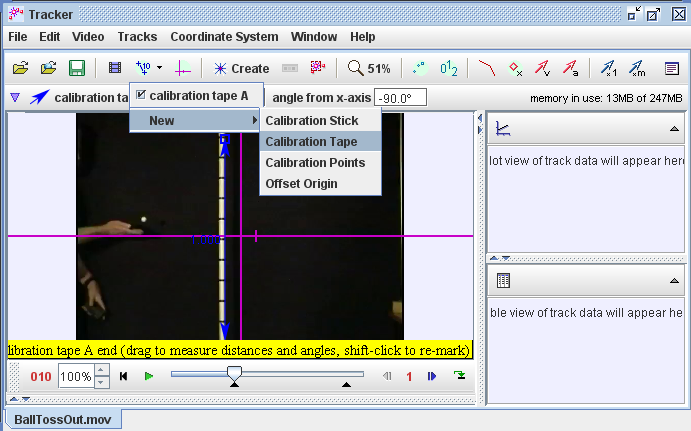 Tracker
File Edit Video Tracks Coordinate System Window Help
10 Create 51%
calibration ta angle from x-axis -90.0° memory in use: 13MB of 247MB
calibration tape A
New
Calibration Stick
Calibration Tape
Calibration Points
Offset Origin
lot view of track data will appear here
ble view of track data will appear he
libration tape A end (drag to measure distances and angles, shift-click to re-mark)
010 100% 1
BallTossOut.mov